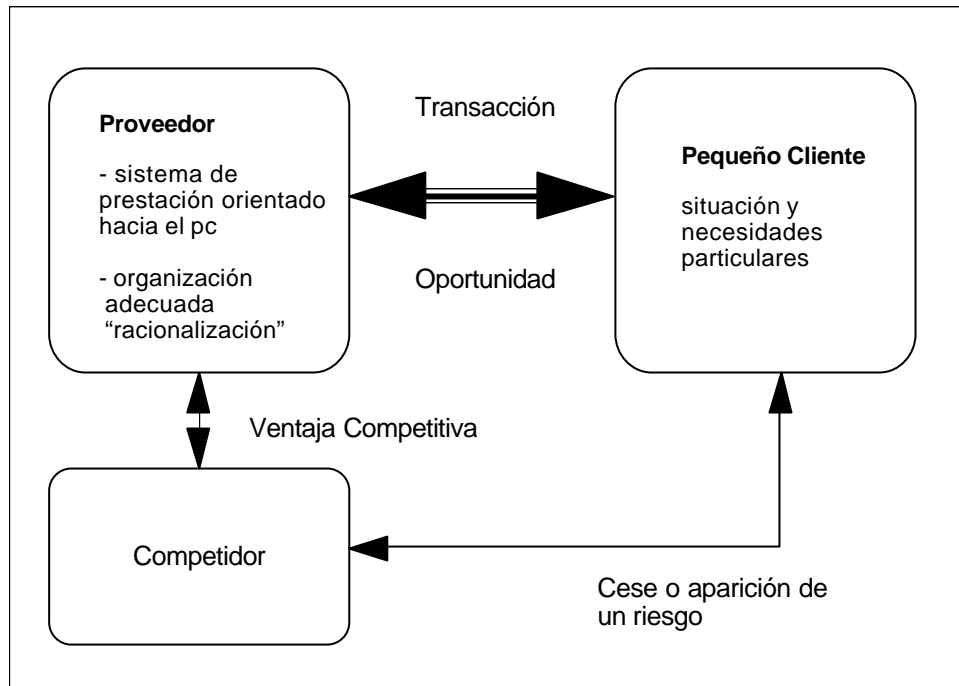 Proveedor
- sistema de
prestación orientado
hacia el pc
- organización
adecuada
“racionalización”
Transacción
Oportunidad
Pequeño Cliente
situación y
necesidades
particulares
Ventaja Competitiva
Competidor
Cese o aparición de
un riesgo